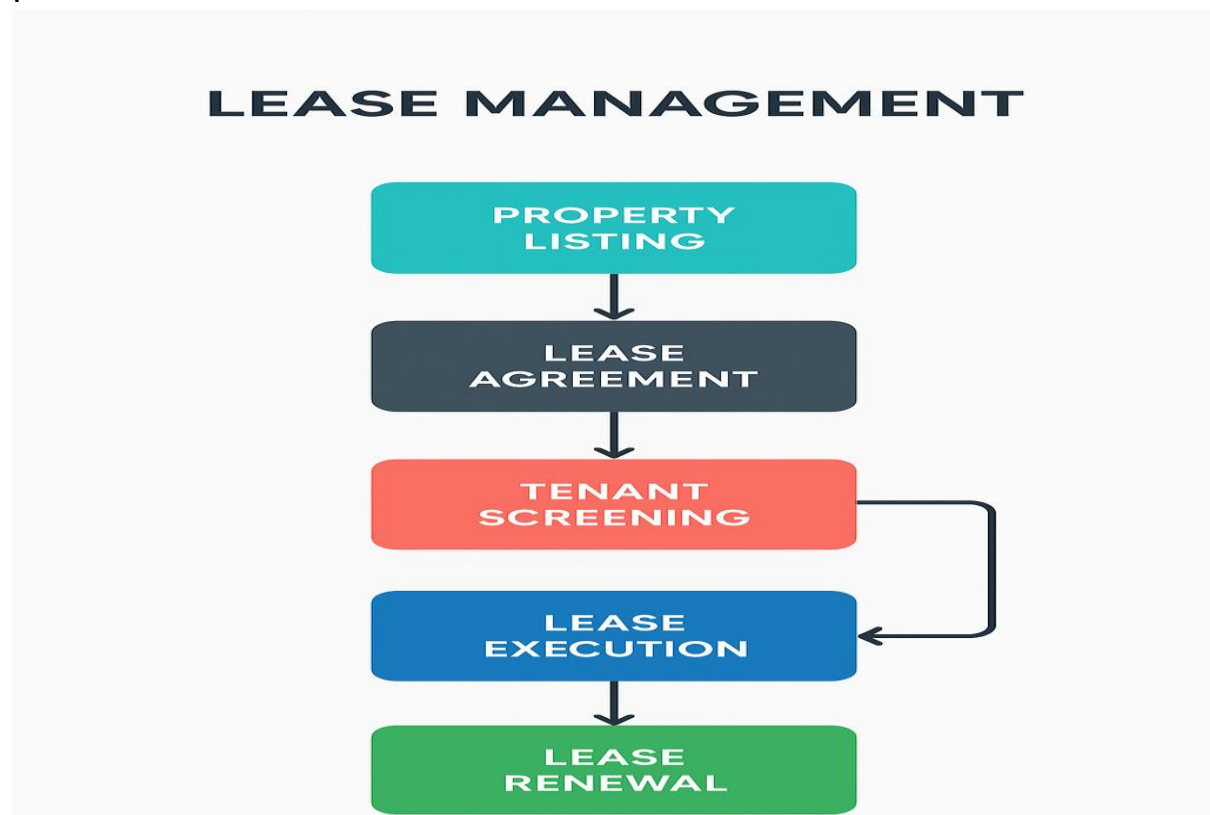 LEASE MANAGEMENT
PROPERTY
LISTING
LEASE
AGREEMENT
TENANT
SCREENING
LEASE
EXECUTION
LEASE
RENEWAL